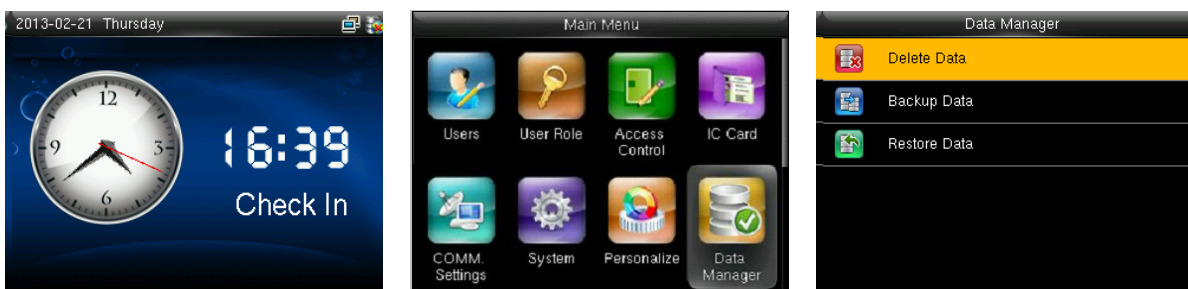 2013-02-21 Thursday
12
9
3
6
16:39
Check In
Main Menu
Users
User Role
Access
Control
IC Card
COMM.
Settings
System
Personalize
Data
Manager
Data Manager
Delete Data
Backup Data
Restore Data